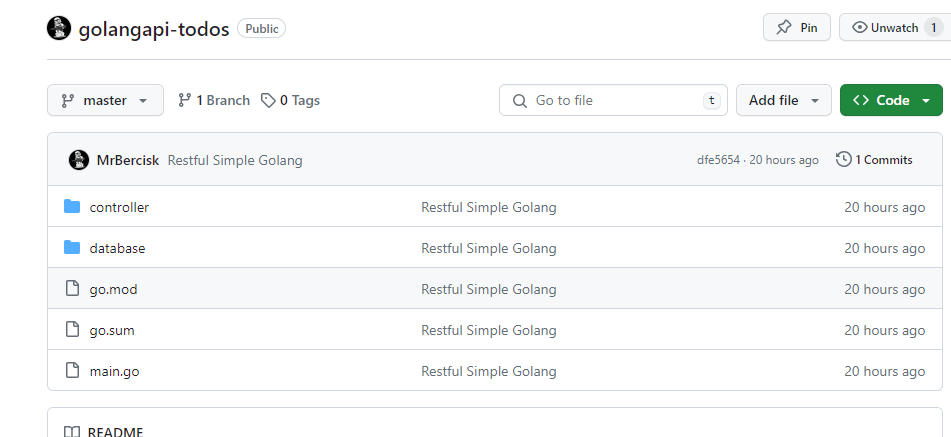 golangapi-todos Public Pin Unwatch 1
master 1 Branch 0 Tags Go to file t Add file Code
MrBercisk Restful Simple Golang dfe5654 · 20 hours ago 1 Commits
controller Restful Simple Golang 20 hours ago
database Restful Simple Golang 20 hours ago
go.mod Restful Simple Golang 20 hours ago
go.sum Restful Simple Golang 20 hours ago
main.go Restful Simple Golang 20 hours ago
README